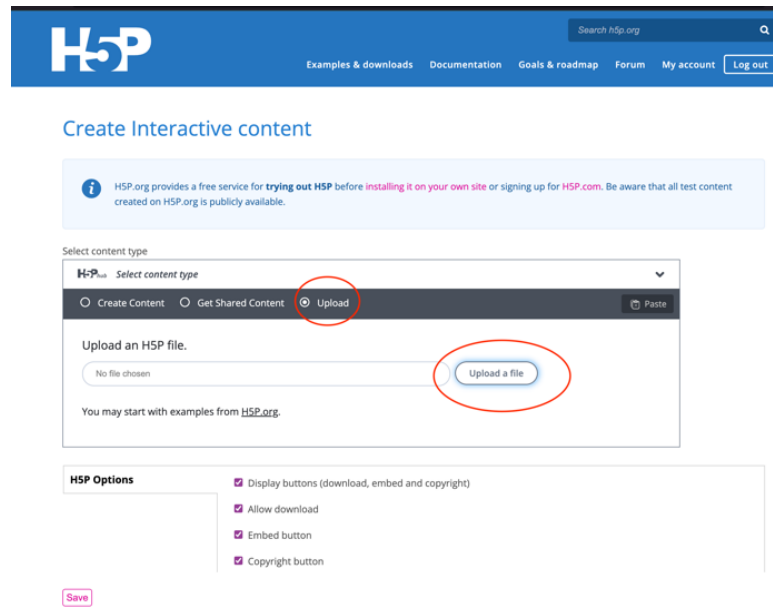 H5P
Search h5p.org
Examples & downloads Documentation Goals & roadmap Forum My account Log out
Create Interactive content
i H5P.org provides a free service for trying out H5P before installing it on your own site or signing up for H5P.com. Be aware that all test content
created on H5P.org is publicly available.
Select content type
H5P hub Select content type
Create Content Get Shared Content Upload Paste
Upload an H5P file.
No file chosen Upload a file
You may start with examples from H5P.org.
H5P Options
Display buttons (download, embed and copyright)
Allow download
Embed button
Copyright button
Save